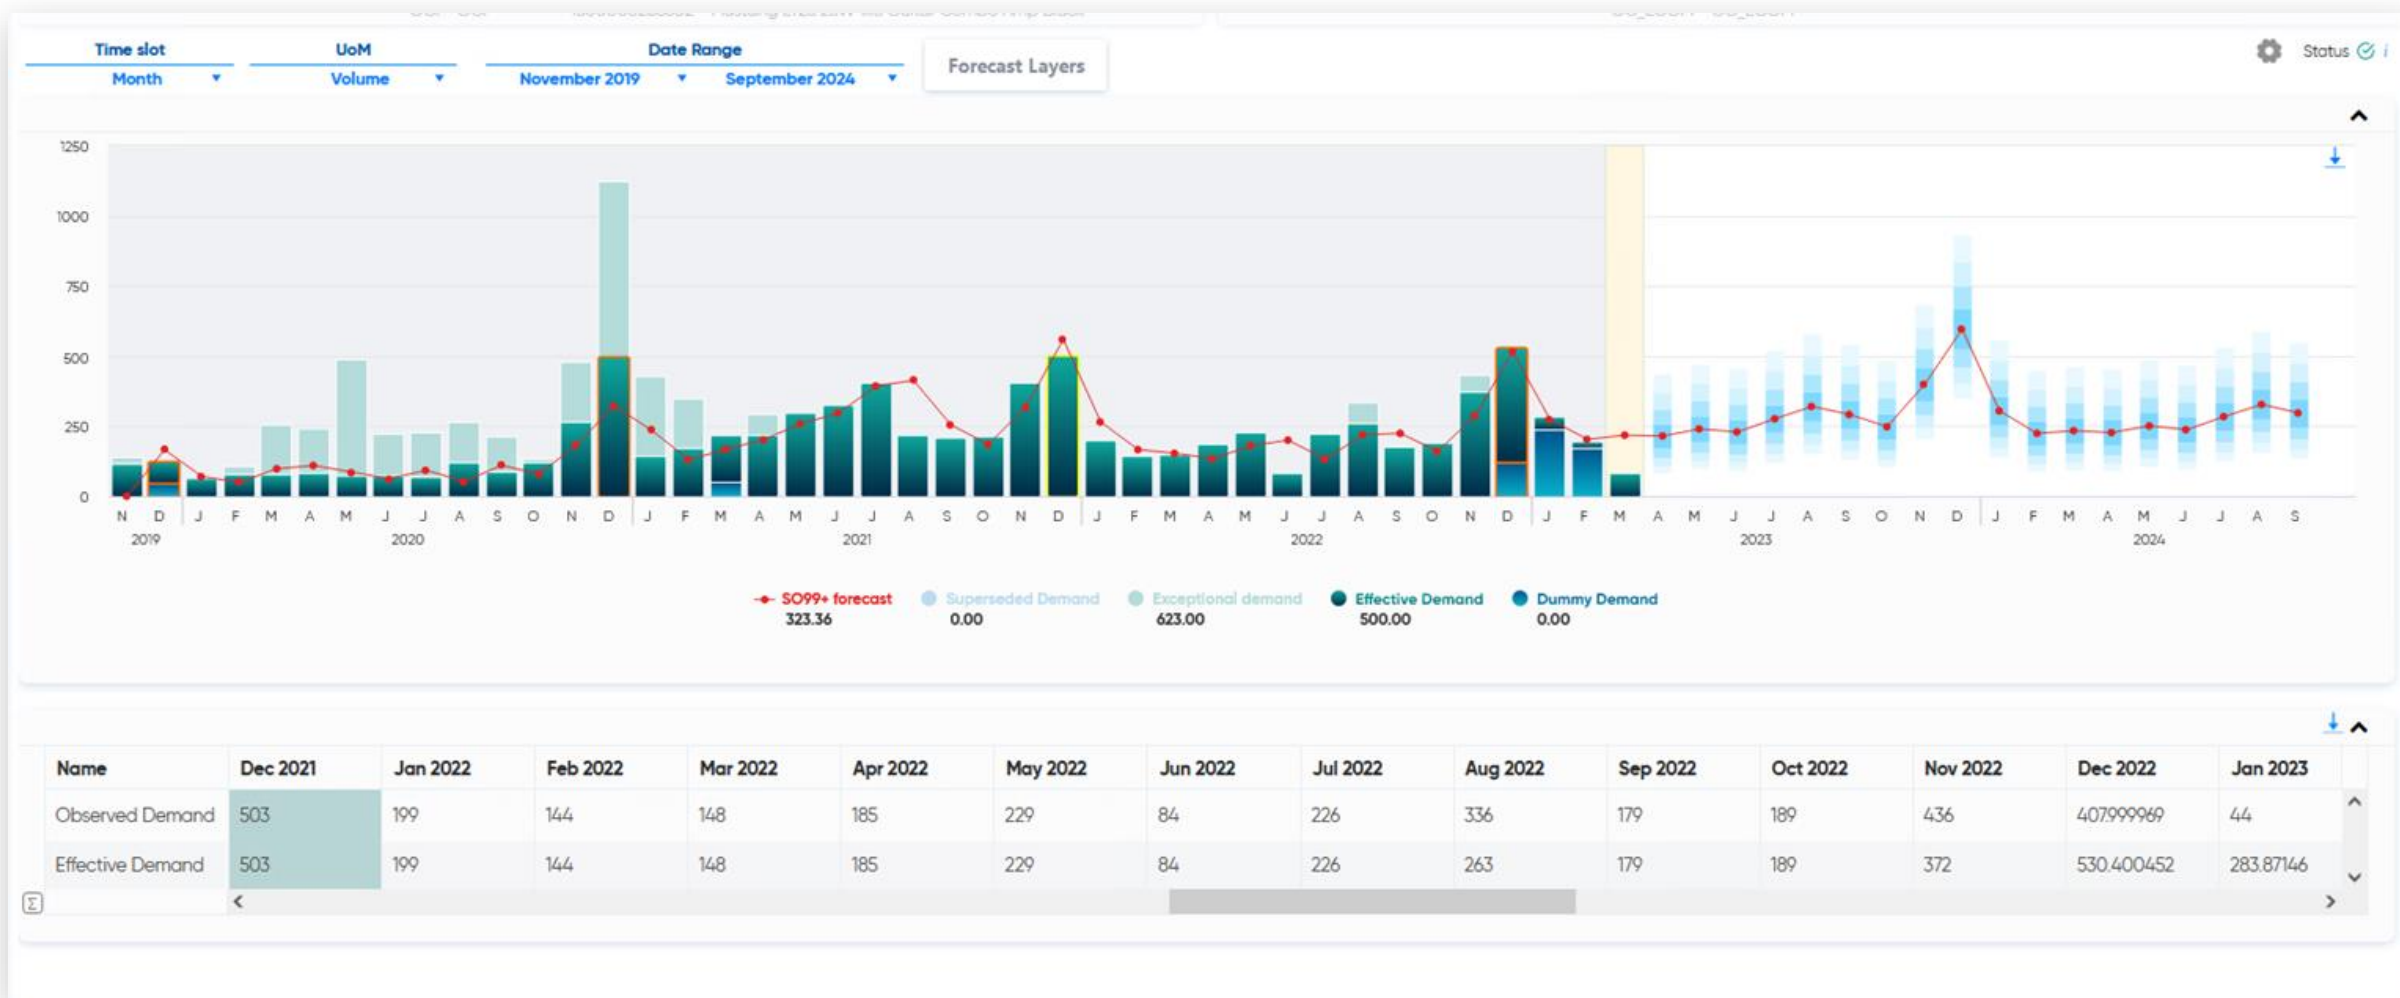 Time slot UoM Date Range
Month Volume November 2019 September 2024 Forecast Layers Status i
1250
1000
750
500
250
0
N D J F M A M J J A S O N D J F M A M J J A S O N D J F M A M J J A S O N D J F M A M J J A S O N D J F M A M J J A S
2019 2020 2021 2022 2023 2024
SO99+ forecast Superseded Demand Exceptional demand Effective Demand Dummy Demand
323.36 0.00 623.00 500.00 0.00
Name Dec 2021 Jan 2022 Feb 2022 Mar 2022 Apr 2022 May 2022 Jun 2022 Jul 2022 Aug 2022 Sep 2022 Oct 2022 Nov 2022 Dec 2022 Jan 2023
Observed Demand 503 199 144 148 185 229 84 226 336 179 189 436 407.999969 44
Effective Demand 503 199 144 148 185 229 84 226 263 179 189 372 530.400452 283.87146
Σ